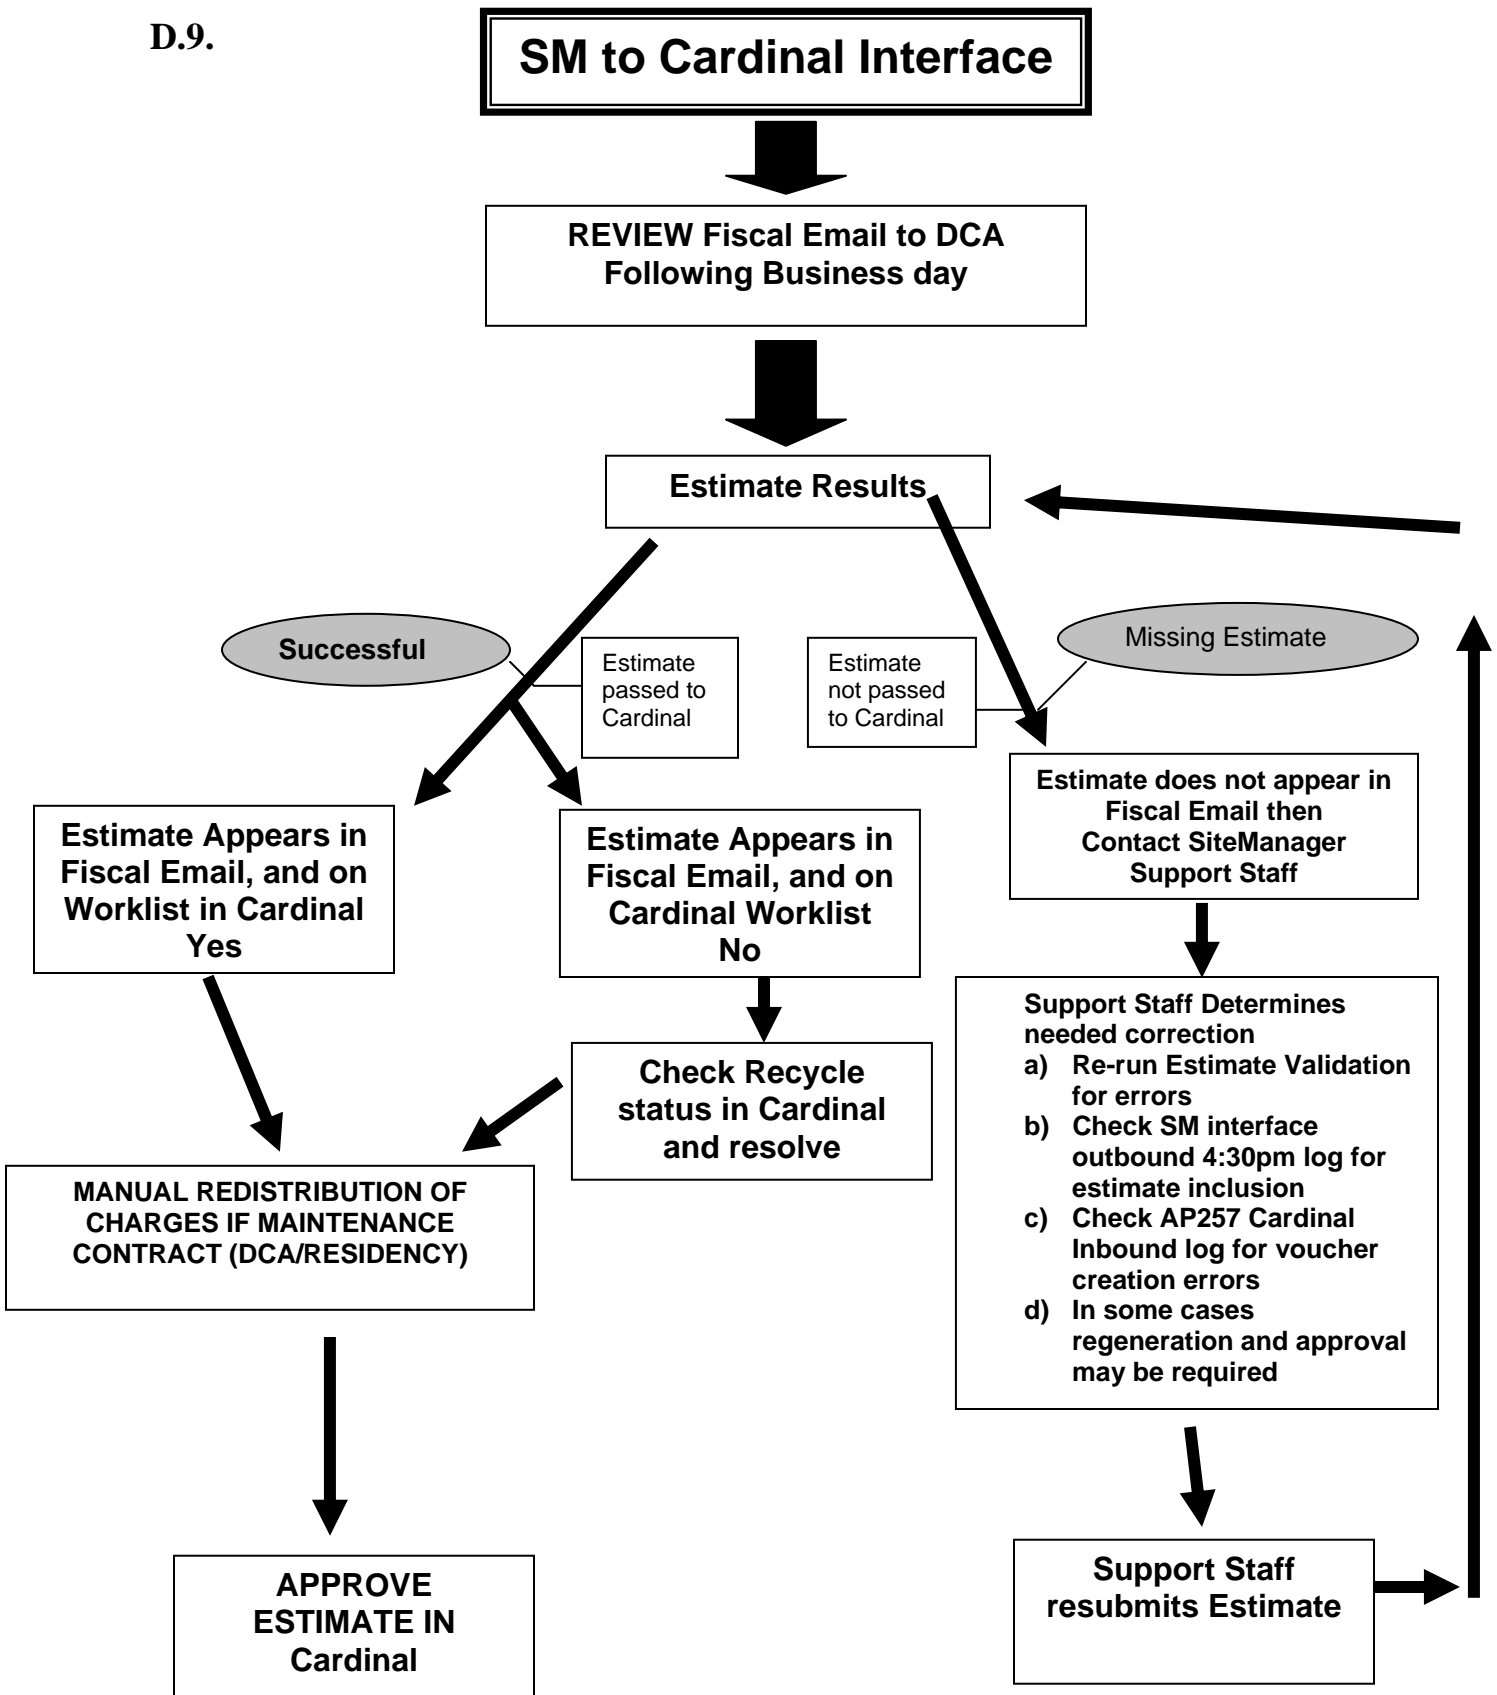 D.9.
SM to Cardinal Interface
REVIEW Fiscal Email to DCA
Following Business day
Estimate Results
Successful
Estimate
passed to
Cardinal
Estimate
not passed
to Cardinal
Missing Estimate
Estimate Appears in
Fiscal Email, and on
Worklist in Cardinal
Yes
Estimate Appears in
Fiscal Email, and on
Cardinal Worklist
No
Estimate does not appear in
Fiscal Email then
Contact SiteManager
Support Staff
Check Recycle
status in Cardinal
and resolve
Support Staff Determines
needed correction
a) Re-run Estimate Validation
for errors
b) Check SM interface
outbound 4:30pm log for
estimate inclusion
c) Check AP257 Cardinal
Inbound log for voucher
creation errors
d) In some cases
regeneration and approval
may be required
MANUAL REDISTRIBUTION OF
CHARGES IF MAINTENANCE
CONTRACT (DCA/RESIDENCY)
APPROVE
ESTIMATE IN
Cardinal
Support Staff
resubmits Estimate